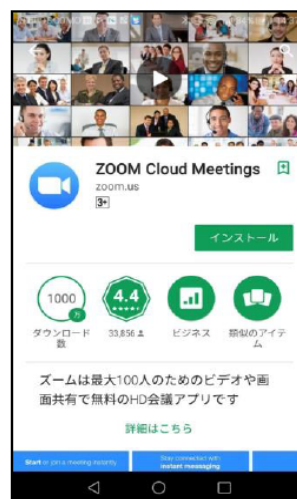 ZOOM Cloud Meetings
zoom.us
3+
インストール
1000
万
4.4
ダウンロード
数
33,856
ビジネス
類似のアイテ
ム
ズームは最大100人のためのビデオや画
面共有で無料のHD会議アプリです
詳細はこちら
Start or join a meeting instantly
Stay connected with
instant messaging